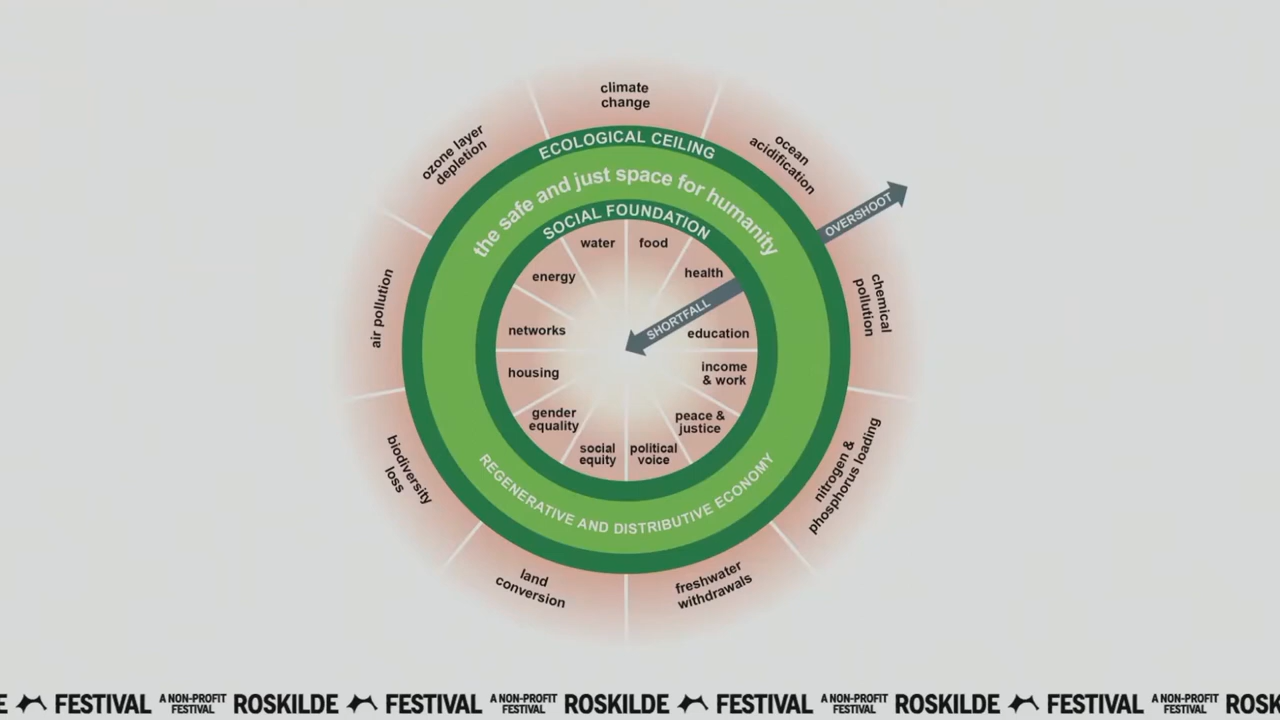 climate
change
ozone layer
depletion
ocean
acidification
ECOLOGICAL CEILING
the safe and just space for humanity
SOCIAL FOUNDATION
OVERSHOOT
water
food
energy
health
SHORTFALL
air pollution
chemical
pollution
networks
education
housing
income
& work
gender
equality
peace &
justice
social
equity
political
voice
biodiversity
loss
nitrogen &
phosphorus loading
REGENERATIVE AND DISTRIBUTIVE ECONOMY
land
conversion
freshwater
withdrawals
E FESTIVAL A NON-PROFIT FESTIVAL ROSKILDE FESTIVAL A NON-PROFIT FESTIVAL ROSKILDE FESTIVAL A NON-PROFIT FESTIVAL ROSKILDE FESTIVAL A NON-PROFIT FESTIVAL ROSK